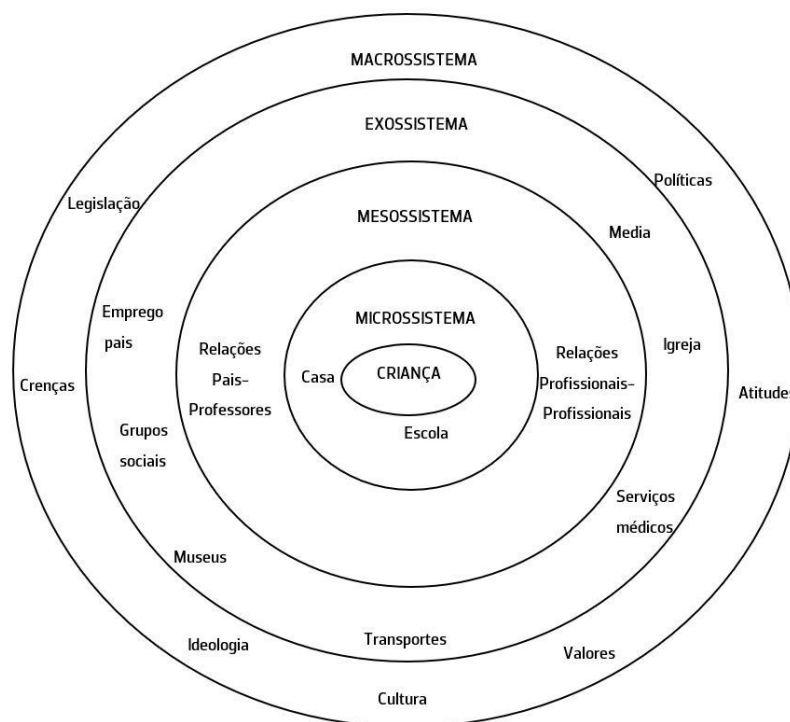 MACROSSISTEMA
EXOSSISTEMA
Políticas
Legislação
MESOSSISTEMA
Media
Emprego
pais
MICROSSISTEMA
Relações
Pais-
Professores
Casa
CRIANÇA
Relações
Profissionais-
Profissionais
Igreja
Crenças
Atitudes
Grupos
sociais
Escola
Serviços
médicos
Museus
Ideologia
Transportes
Valores
Cultura